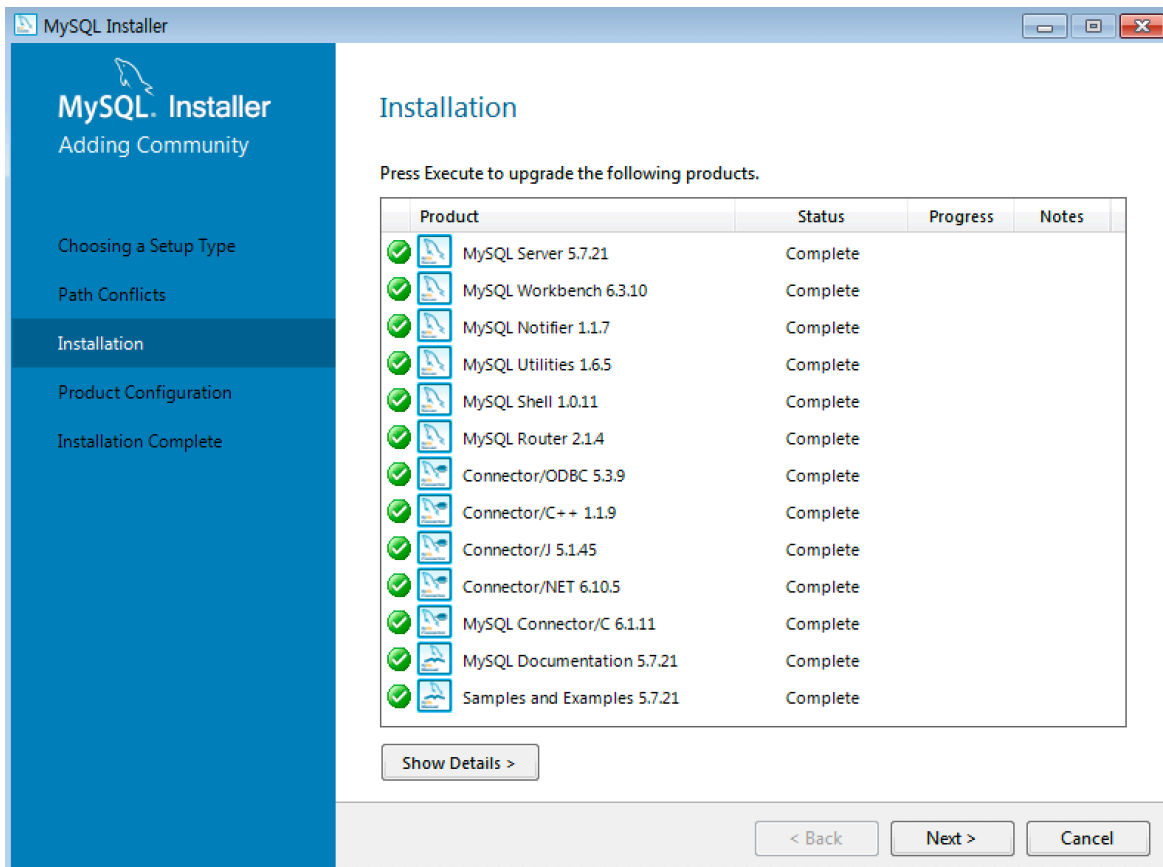 MySQL Installer
MySQL. Installer
Adding Community
Choosing a Setup Type
Path Conflicts
Installation
Product Configuration
Installation Complete
Installation
Press Execute to upgrade the following products.
Product Status Progress Notes
MySQL Server 5.7.21 Complete
MySQL Workbench 6.3.10 Complete
MySQL Notifier 1.1.7 Complete
MySQL Utilities 1.6.5 Complete
MySQL Shell 1.0.11 Complete
MySQL Router 2.1.4 Complete
Connector/ODBC 5.3.9 Complete
Connector/C++ 1.1.9 Complete
Connector/J 5.1.45 Complete
Connector/NET 6.10.5 Complete
MySQL Connector/C 6.1.11 Complete
MySQL Documentation 5.7.21 Complete
Samples and Examples 5.7.21 Complete
Show Details >
< Back Next > Cancel